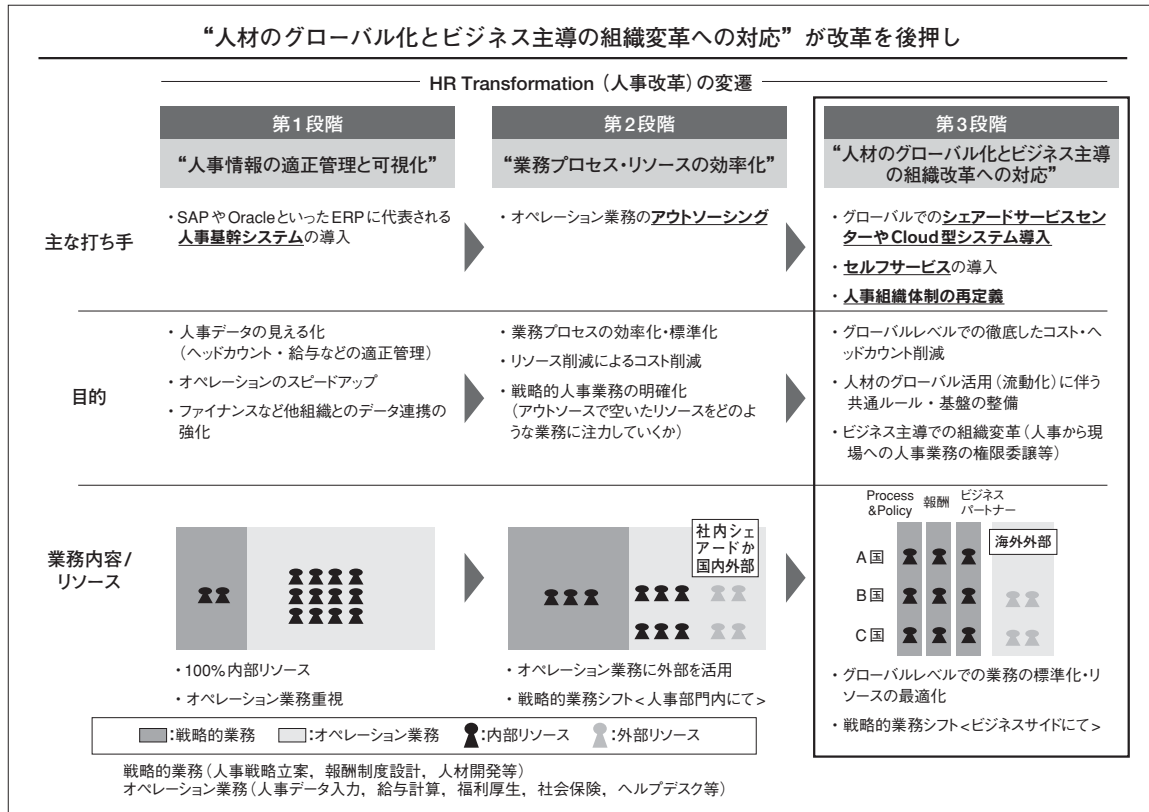 “人材のグローバル化とビジネス主導の組織変革への対応”が改革を後押し
HR Transformation（人事改革）の変遷
第1段階
“人事情報の適正管理と可視化”
第2段階
“業務プロセス・リソースの効率化”
第3段階
“人材のグローバル化とビジネス主導
の組織改革への対応”
主な打ち手
・SAPやOracleといったERPに代表される
人事基幹システムの導入
・オペレーション業務のアウトソーシング
・グローバルでのシェアードサービスセン
ターやCloud型システム導入
・セルフサービスの導入
・人事組織体制の再定義
目的
・人事データの見える化
（ヘッドカウント・給与などの適正管理）
・オペレーションのスピードアップ
・ファイナンスなど他組織とのデータ連携の
強化
・業務プロセスの効率化・標準化
・リソース削減によるコスト削減
・戦略的人事業務の明確化
（アウトソースで空いたリソースをどのよ
うな業務に注力していくか）
・グローバルレベルでの徹底したコスト・ヘ
ッドカウント削減
・人材のグローバル活用（流動化）に伴う
共通ルール・基盤の整備
・ビジネス主導での組織変革（人事から現
場への人事業務の権限委譲等）
業務内容/
リソース
・100%内部リソース
・オペレーション業務重視
社内シェ
アードか
国内外部
・オペレーション業務に外部を活用
・戦略的業務シフト<人事部門内にて>
Process
&Policy
報酬
ビジネス
パートナー
海外外部
A国
B国
C国
・グローバルレベルでの業務の標準化・リ
ソースの最適化
・戦略的業務シフト<ビジネスサイドにて>
:戦略的業務 :オペレーション業務 :内部リソース :外部リソース
戦略的業務（人事戦略立案，報酬制度設計，人材開発等）
オペレーション業務（人事データ入力，給与計算，福利厚生，社会保険，ヘルプデスク等）